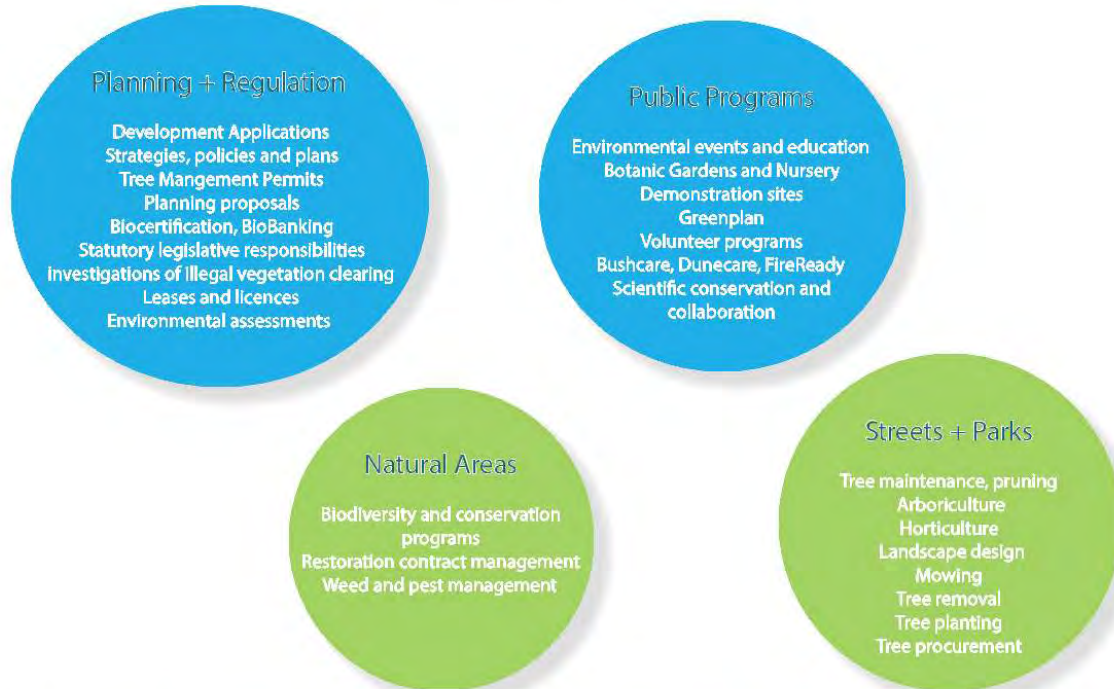 Planning + Regulation
Development Applications
Strategies, policies and plans
Tree Mangement Permits
Planning proposals
Biocertification, BioBanking
Statutory legislative responsibilities
investigations of illegal vegetation clearing
Leases and licences
Environmental assessments
Public Programs
Environmental events and education
Botanic Gardens and Nursery
Demonstration sites
Greenplan
Volunteer programs
Bushcare, Dunecare, FireReady
Scientific conservation and
collaboration
Natural Areas
Biodiversity and conservation
programs
Restoration contract management
Weed and pest management
Streets + Parks
Tree maintenance, pruning
Arboriculture
Horticulture
Landscape design
Mowing
Tree removal
Tree planting
Tree procurement